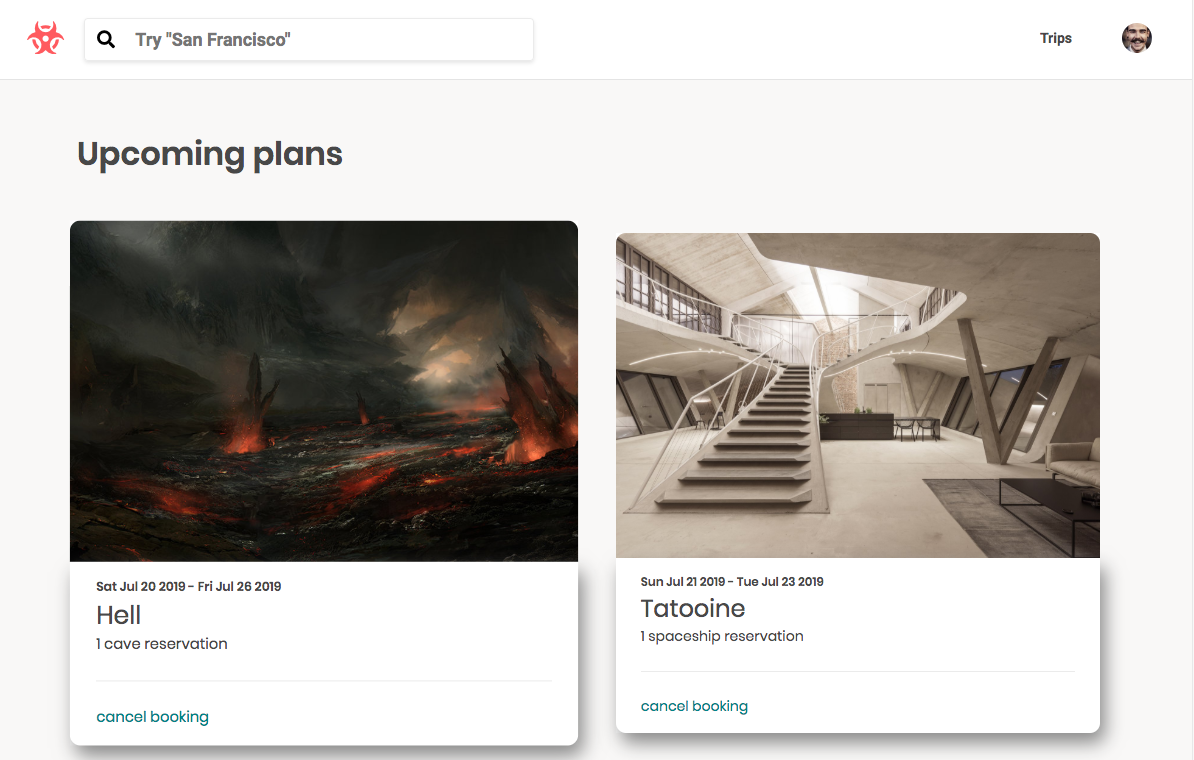 Try "San Francisco"
Trips
Upcoming plans
Sat Jul 20 2019 - Fri Jul 26 2019
Hell
1 cave reservation
cancel booking
Sun Jul 21 2019 - Tue Jul 23 2019
Tatooine
1 spaceship reservation
cancel booking